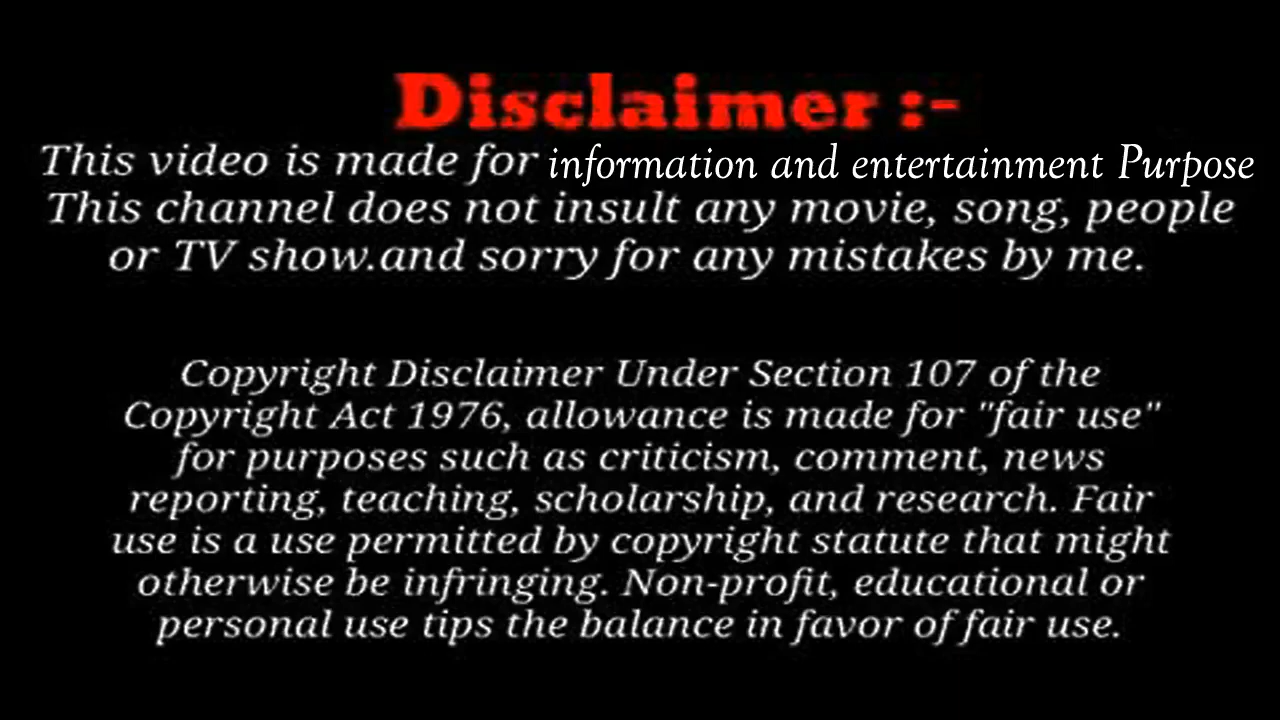 Disclaimer :-
This video is made for information and entertainment Purpose
This channel does not insult any movie, song, people
or TV show.and sorry for any mistakes by me.
Copyright Disclaimer Under Section 107 of the
Copyright Act 1976, allowance is made for "fair use"
for purposes such as criticism, comment, news
reporting, teaching, scholarship, and research. Fair
use is a use permitted by copyright statute that might
otherwise be infringing. Non-profit, educational or
personal use tips the balance in favor of fair use.